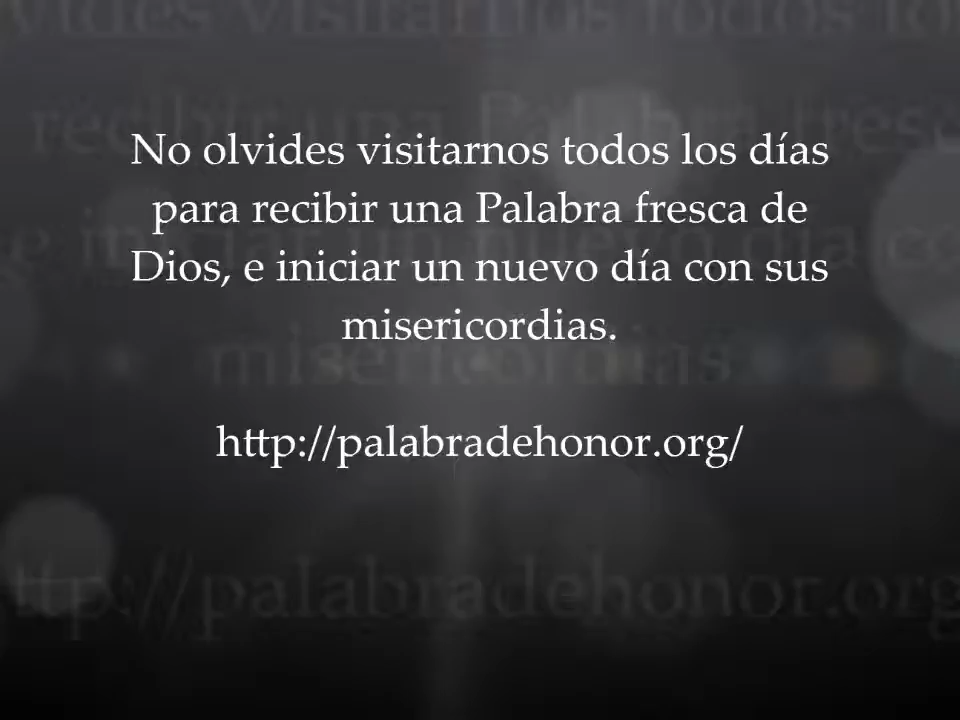 No olvides visitarnos todos los días
para recibir una Palabra fresca de
Dios, e iniciar un nuevo día con sus
misericordias.
http://palabradehonor.org/